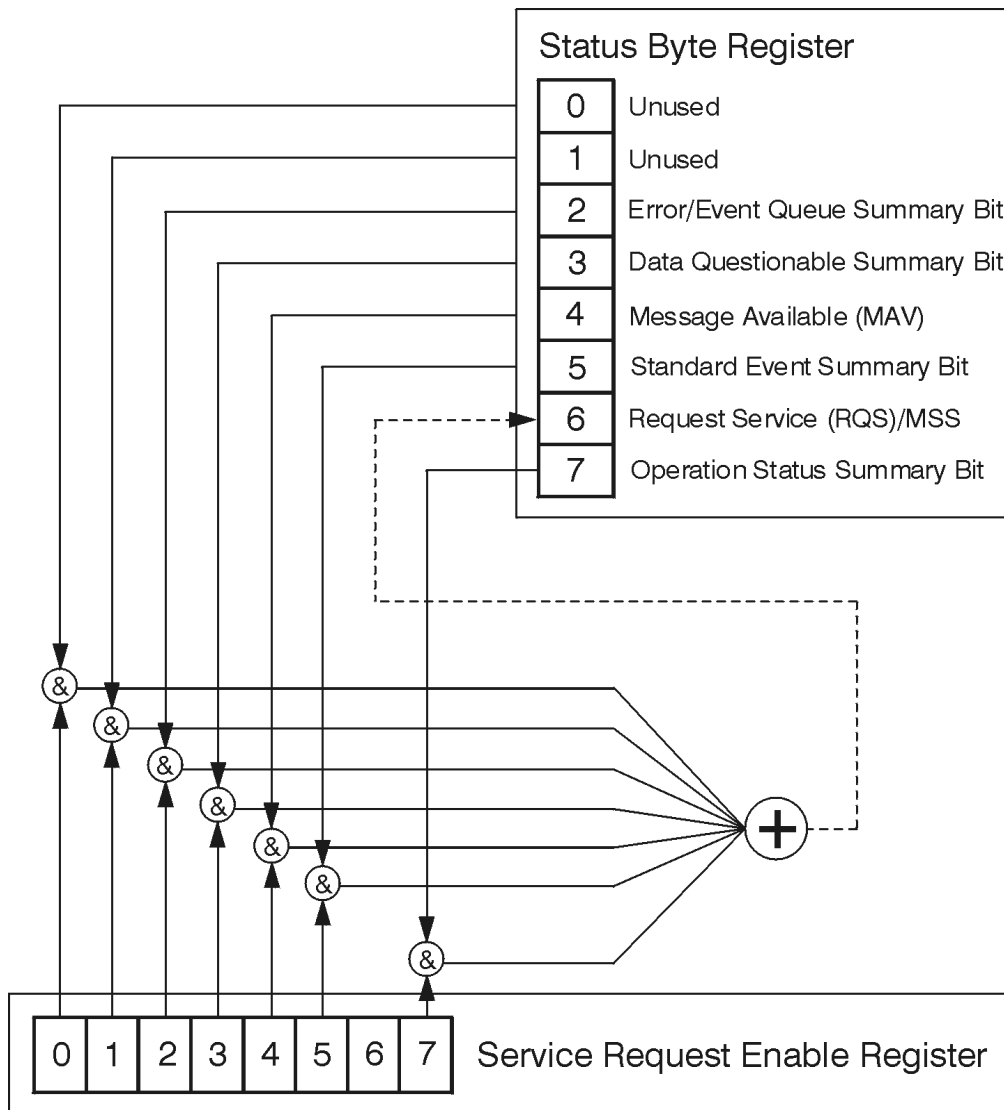 Status Byte Register
0 Unused
1 Unused
2 Error/Event Queue Summary Bit
3 Data Questionable Summary Bit
4 Message Available (MAV)
5 Standard Event Summary Bit
6 Request Service (RQS)/MSS
7 Operation Status Summary Bit
&
&
&
&
&
+
&
&
0 1 2 3 4 5 6 7 Service Request Enable Register